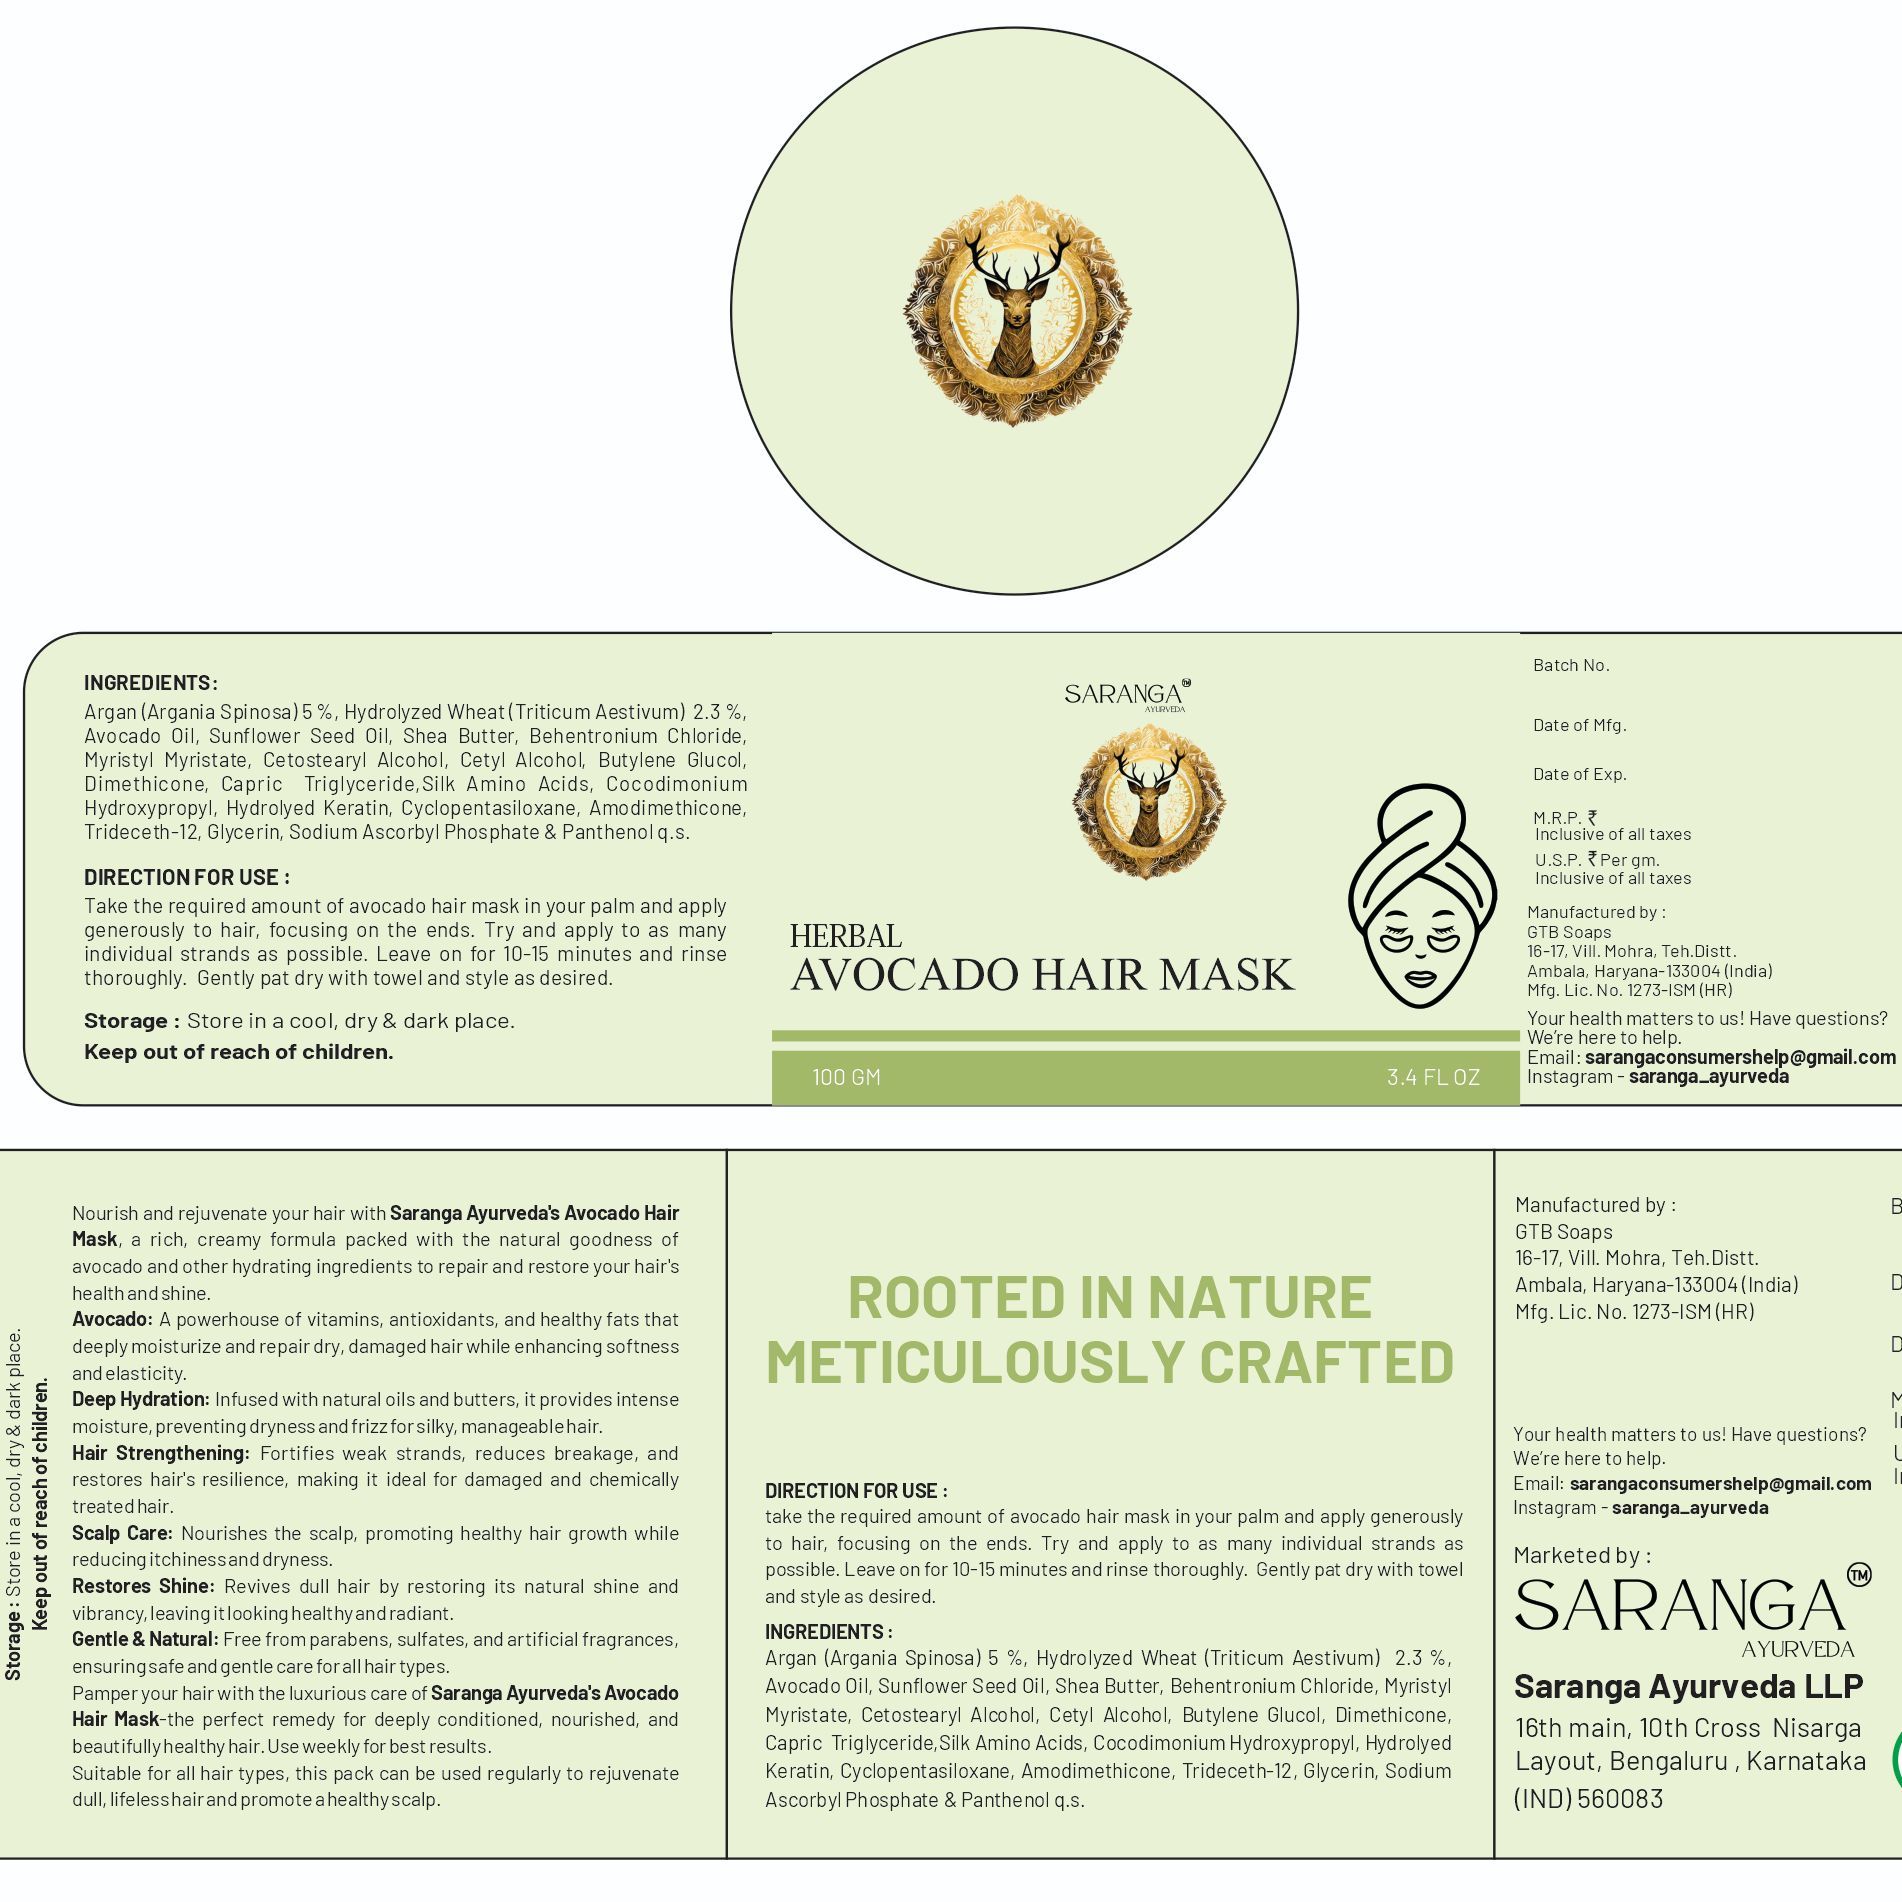 INGREDIENTS:
Argan (Argania Spinosa) 5 %, Hydrolyzed Wheat (Triticum Aestivum) 2.3 %,
Avocado Oil, Sunflower Seed Oil, Shea Butter, Behentronium Chloride,
Myristyl Myristate, Cetostearyl Alcohol, Cetyl Alcohol, Butylene Glucol,
Dimethicone, Capric Triglyceride,Silk Amino Acids, Cocodimonium
Hydroxypropyl, Hydrolyed Keratin, Cyclopentasiloxane, Amodimethicone,
Trideceth-12, Glycerin, Sodium Ascorbyl Phosphate & Panthenol q.s.
DIRECTION FOR USE :
Take the required amount of avocado hair mask in your palm and apply
generously to hair, focusing on the ends. Try and apply to as many
individual strands as possible. Leave on for 10-15 minutes and rinse
thoroughly. Gently pat dry with towel and style as desired.
Storage : Store in a cool, dry & dark place.
Keep out of reach of children.
SARANGA™
AYURVEDA
HERBAL
AVOCADO HAIR MASK
100 GM
3.4 FL OZ
Batch No.
Date of Mfg.
Date of Exp.
M.R.P. ₹
Inclusive of all taxes
U.S.P. ₹ Per gm.
Inclusive of all taxes
Manufactured by :
GTB Soaps
16-17, Vill. Mohra, Teh.Distt.
Ambala, Haryana-133004 (India)
Mfg. Lic. No. 1273-ISM (HR)
Your health matters to us! Have questions?
We're here to help.
Email: sarangaconsumershelp@gmail.com
Instagram - saranga_ayurveda
Storage : Store in a cool, dry & dark place.
Keep out of reach of children.
Nourish and rejuvenate your hair with Saranga Ayurveda's Avocado Hair
Mask, a rich, creamy formula packed with the natural goodness of
avocado and other hydrating ingredients to repair and restore your hair's
health and shine.
Avocado: A powerhouse of vitamins, antioxidants, and healthy fats that
deeply moisturize and repair dry, damaged hair while enhancing softness
and elasticity.
Deep Hydration: Infused with natural oils and butters, it provides intense
moisture, preventing dryness and frizz for silky, manageable hair.
Hair Strengthening: Fortifies weak strands, reduces breakage, and
restores hair's resilience, making it ideal for damaged and chemically
treated hair.
Scalp Care: Nourishes the scalp, promoting healthy hair growth while
reducing itchiness and dryness.
Restores Shine: Revives dull hair by restoring its natural shine and
vibrancy, leaving it looking healthy and radiant.
Gentle & Natural: Free from parabens, sulfates, and artificial fragrances,
ensuring safe and gentle care for all hair types.
Pamper your hair with the luxurious care of Saranga Ayurveda's Avocado
Hair Mask-the perfect remedy for deeply conditioned, nourished, and
beautifully healthy hair. Use weekly for best results.
Suitable for all hair types, this pack can be used regularly to rejuvenate
dull, lifeless hair and promote a healthy scalp.
ROOTED IN NATURE
METICULOUSLY CRAFTED
DIRECTION FOR USE :
take the required amount of avocado hair mask in your palm and apply generously
to hair, focusing on the ends. Try and apply to as many individual strands as
possible. Leave on for 10-15 minutes and rinse thoroughly. Gently pat dry with towel
and style as desired.
INGREDIENTS :
Argan (Argania Spinosa) 5 %, Hydrolyzed Wheat (Triticum Aestivum) 2.3 %,
Avocado Oil, Sunflower Seed Oil, Shea Butter, Behentronium Chloride, Myristyl
Myristate, Cetostearyl Alcohol, Cetyl Alcohol, Butylene Glucol, Dimethicone,
Capric Triglyceride,Silk Amino Acids, Cocodimonium Hydroxypropyl, Hydrolyed
Keratin, Cyclopentasiloxane, Amodimethicone, Trideceth-12, Glycerin, Sodium
Ascorbyl Phosphate & Panthenol q.s.
Manufactured by :
GTB Soaps
16-17, Vill. Mohra, Teh.Distt.
Ambala, Haryana-133004 (India)
Mfg. Lic. No. 1273-ISM (HR)
Your health matters to us! Have questions?
We're here to help.
Email: sarangaconsumershelp@gmail.com
Instagram - saranga_ayurveda
Marketed by :
SARANGA™
AYURVEDA
Saranga Ayurveda LLP
16th main, 10th Cross Nisarga
Layout, Bengaluru , Karnataka
(IND) 560083